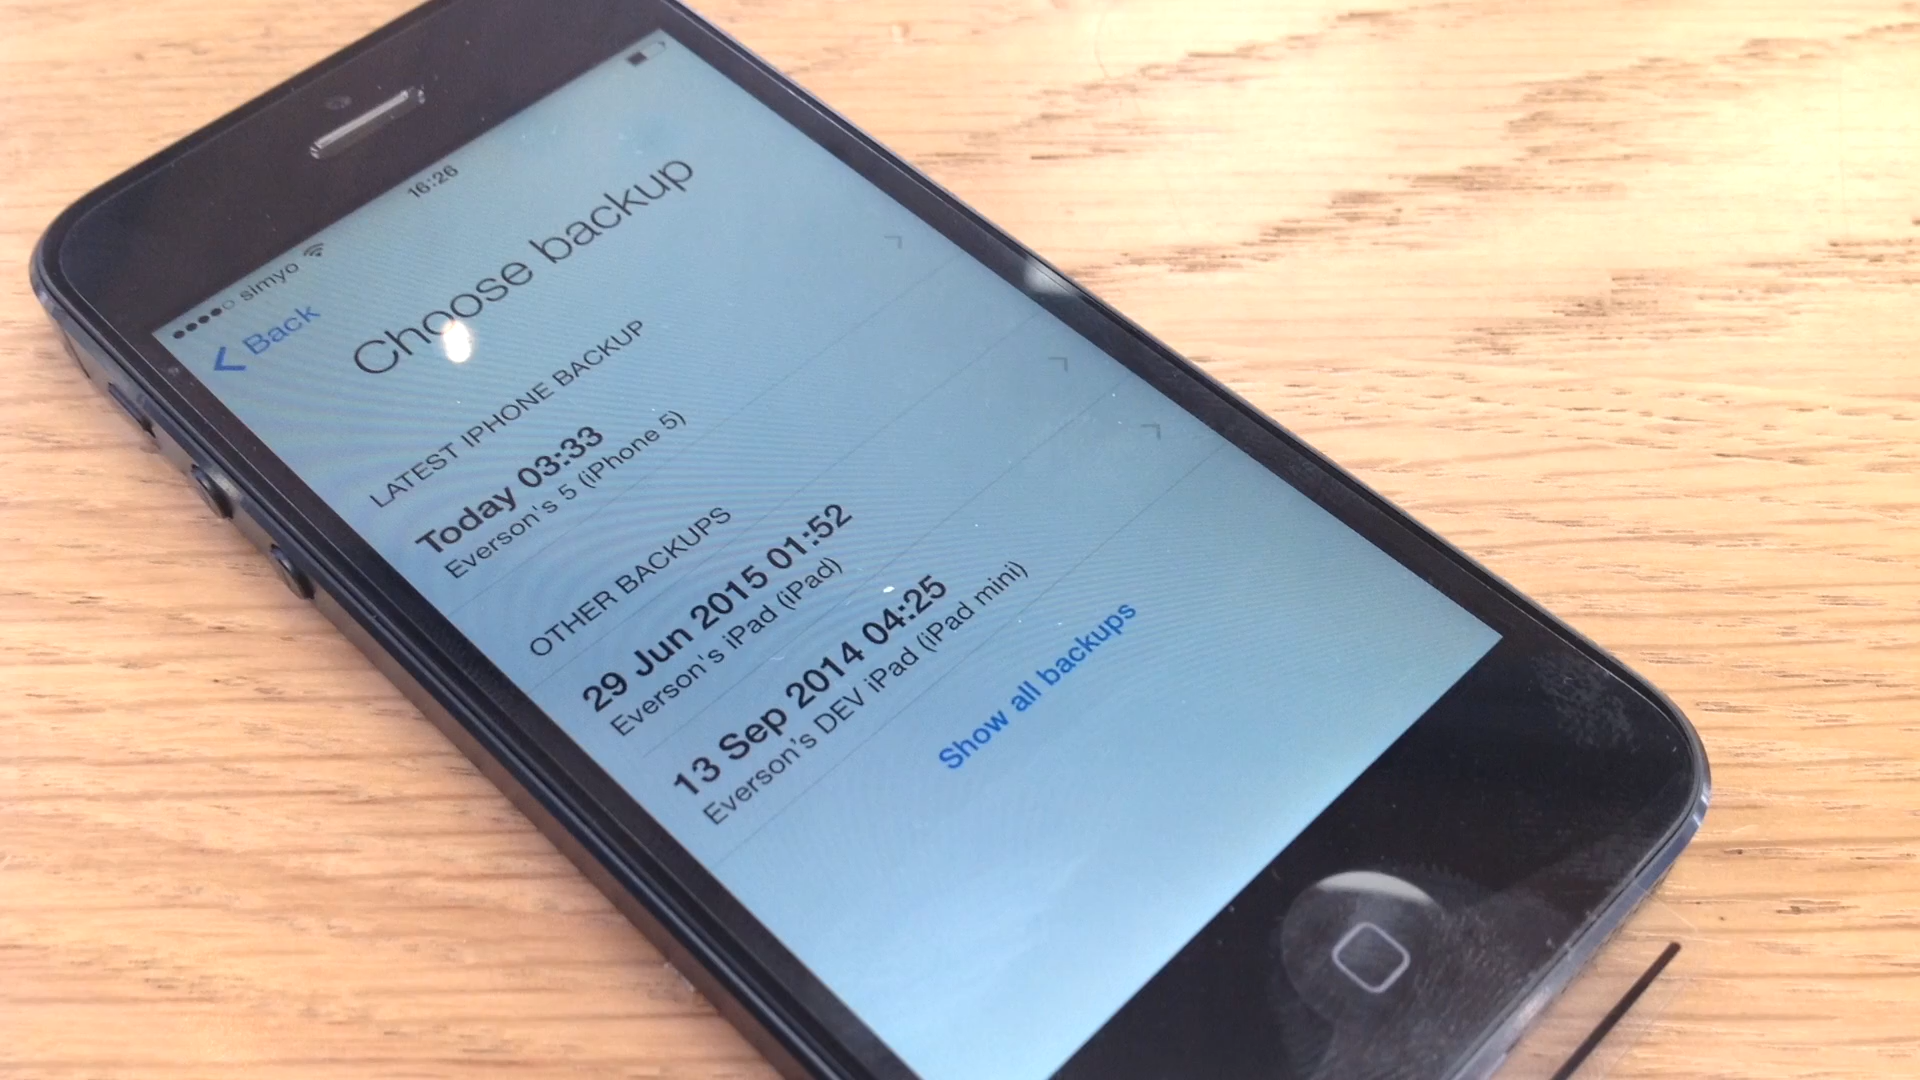 simyo
16:26
Back
Choose backup
LATEST IPHONE BACKUP
Today 03:33
Everson's 5 (iPhone 5)
OTHER BACKUPS
29 Jun 2015 01:52
Everson's iPad (iPad)
13 Sep 2014 04:25
Everson's DEV iPad (iPad mini)
Show all backups